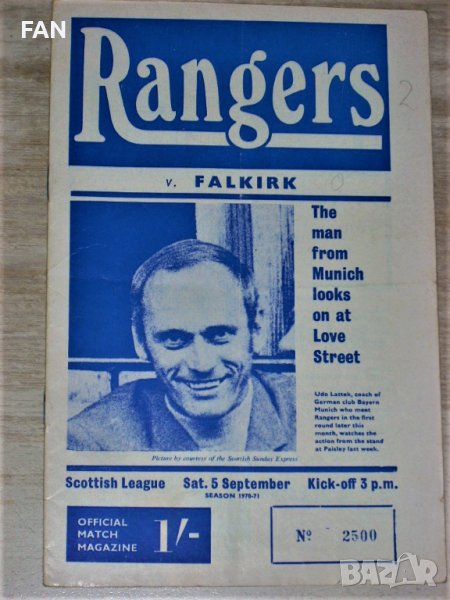 FAN
Rangers
2
v. FALKIRK
0
The
man
from
Munich
looks
on at
Love
Street
Udo Lattek, coach of
German club Bayern
Munich who meet
Rangers in the first
round later this
month, watches the
action from the stand
at Paisley last week.
Picture by courtesy of the Scottish Sunday Express
Scottish League Sat. 5 September Kick-off 3 p.m.
SEASON 1970-71
OFFICIAL
MATCH
MAGAZINE
1/-
Nº 2500
BAZAR